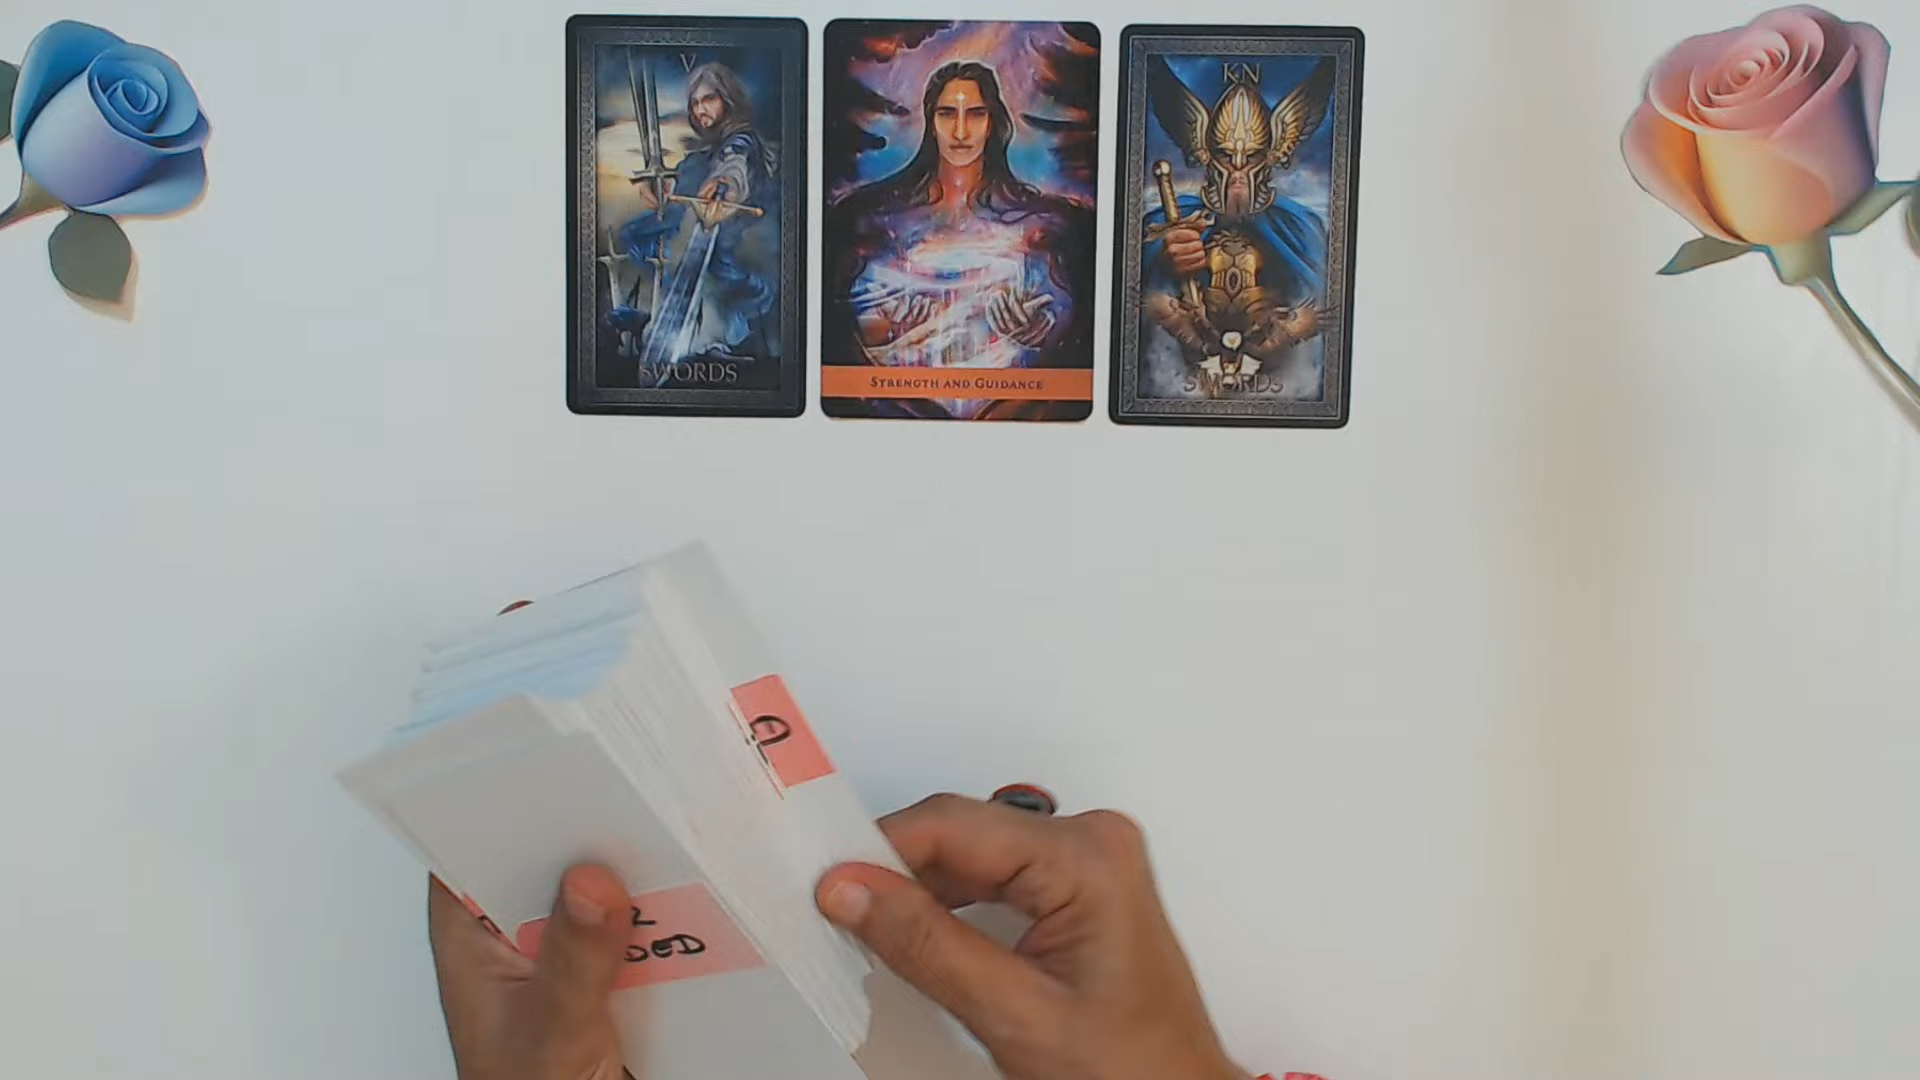 V
SWORDS
STRENGTH AND GUIDANCE
KN
SWORDS